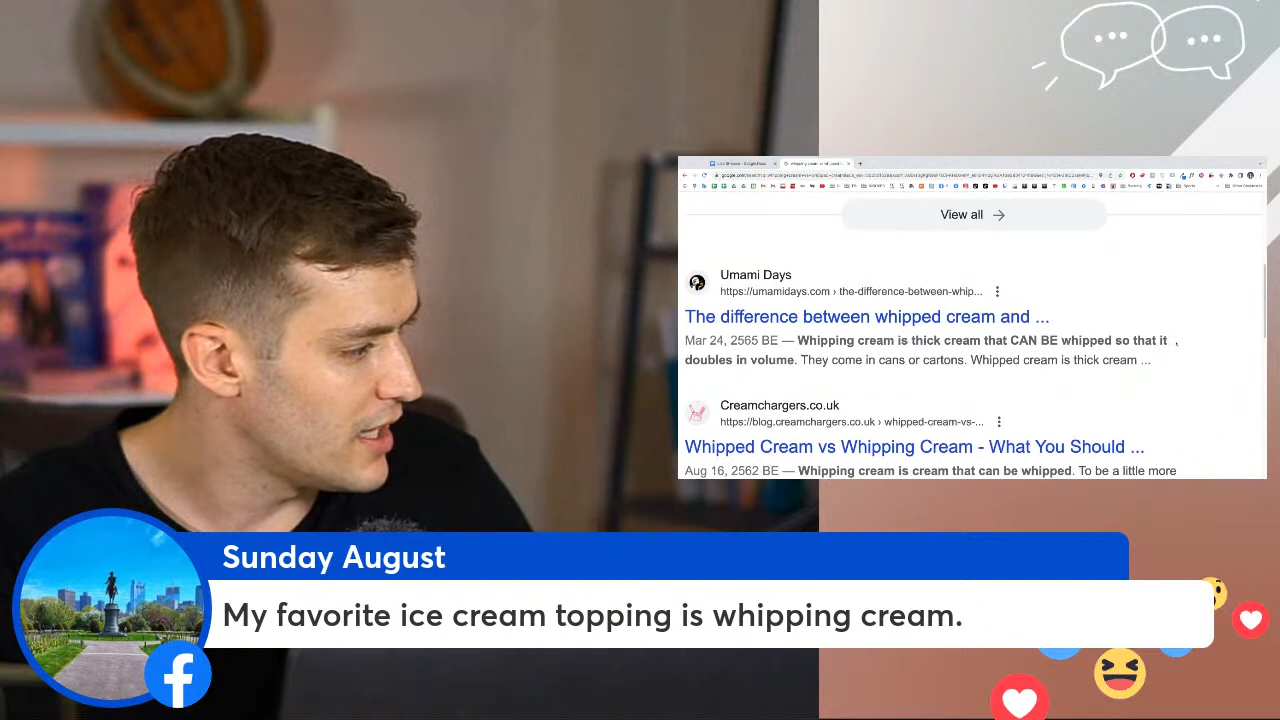 Live Streams - Google Docs
View all
Umami Days
https://umamidays.com › the-difference-between-whip...
The difference between whipped cream and ...
Mar 24, 2565 BE — Whipping cream is thick cream that CAN BE whipped so that it
doubles in volume. They come in cans or cartons. Whipped cream is thick cream ...
Creamchargers.co.uk
https://blog.creamchargers.co.uk › whipped-cream-vs-...
Whipped Cream vs Whipping Cream - What You Should ...
Aug 16, 2562 BE — Whipping cream is cream that can be whipped. To be a little more
Sunday August
My favorite ice cream topping is whipping cream.